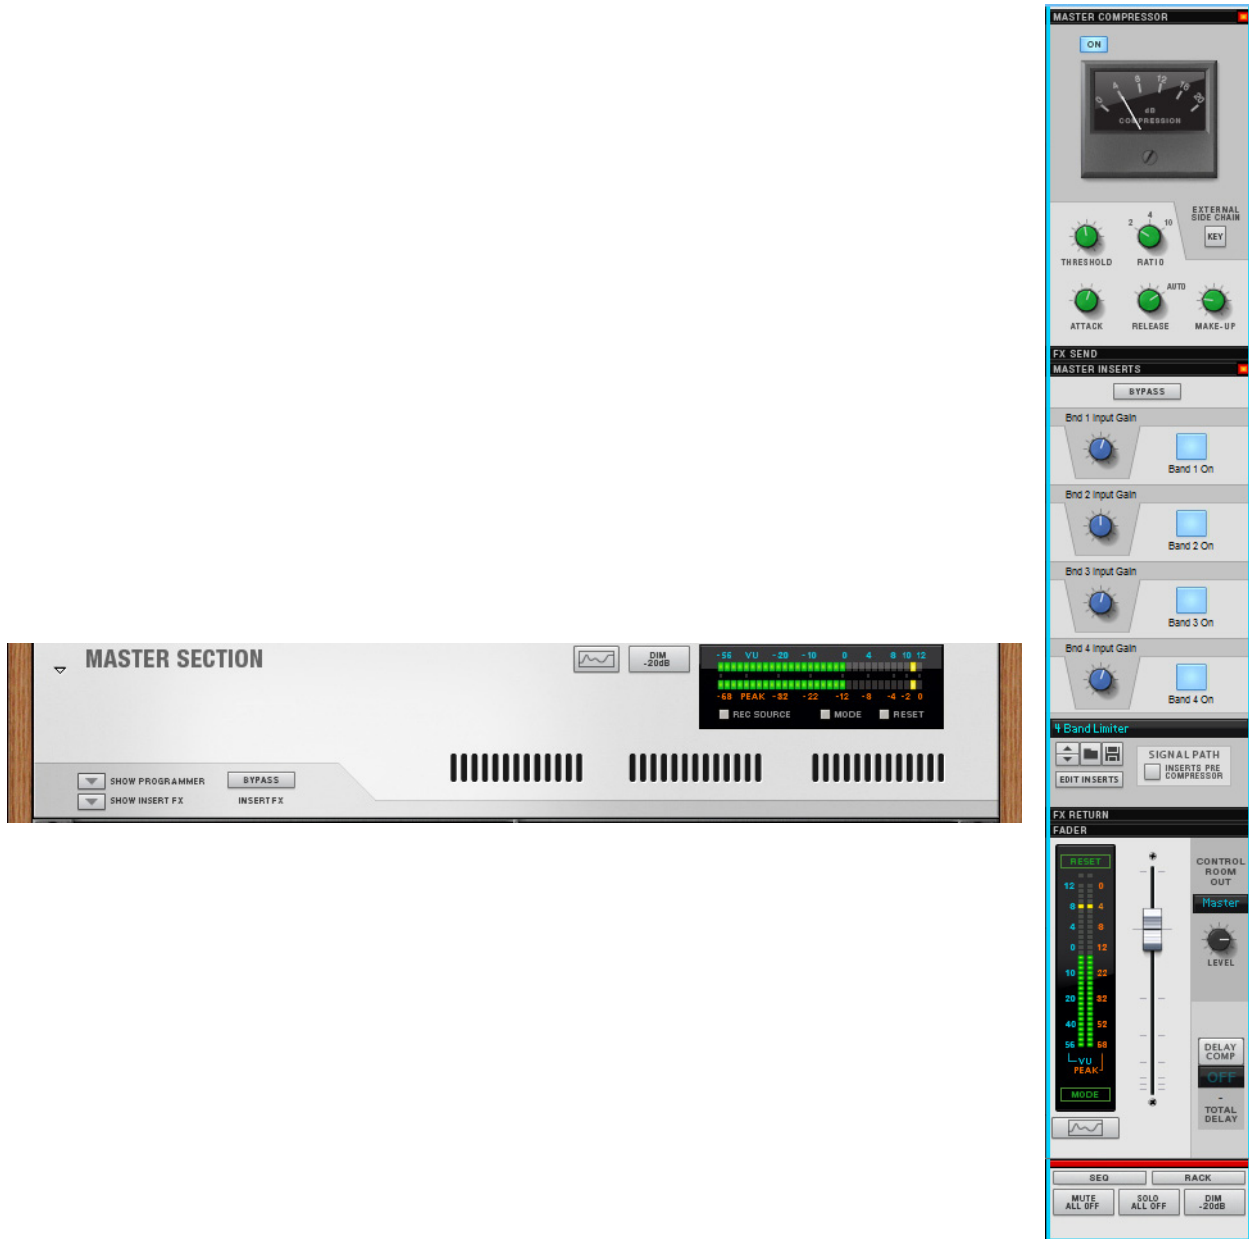 MASTER COMPRESSOR
ON
0 4 8 12 16 20
dB
COMPRESSION
2 4 10
EXTERNAL
SIDE CHAIN
KEY
THRESHOLD RATIO
AUTO
ATTACK RELEASE MAKE-UP
FX SEND
MASTER INSERTS
BYPASS
Bnd 1 Input Gain
Band 1 On
Bnd 2 Input Gain
Band 2 On
Bnd 3 Input Gain
Band 3 On
Bnd 4 Input Gain
Band 4 On
4 Band Limiter
SIGNAL PATH
INSERTS PRE
COMPRESSOR
EDIT INSERTS
FX RETURN
FADER
RESET
12 0
8 4
4 8
0 12
10 22
20 32
40 52
56 68
VU
PEAK
MODE
CONTROL
ROOM
OUT
Master
LEVEL
DELAY
COMP
OFF
-
TOTAL
DELAY
SEQ RACK
MUTE
ALL OFF
SOLO
ALL OFF
DIM
-20dB
MASTER SECTION
DIM
-20dB
-56 VU -20 -10 0 4 8 10 12
-68 PEAK -32 -22 -12 -8 -4 -2 0
REC SOURCE MODE RESET
SHOW PROGRAMMER BYPASS
SHOW INSERT FX INSERT FX